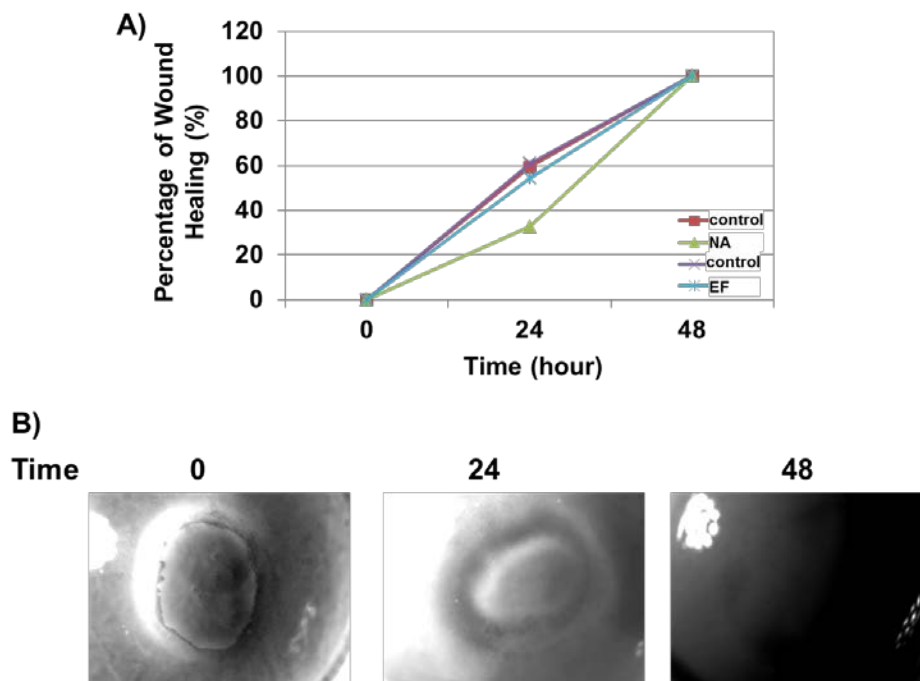 A)
Percentage of Wound
Healing (%)
120
100
80
60
40
20
0
0 24 48
Time (hour)
control
NA
control
EF
B)
Time 0 24 48